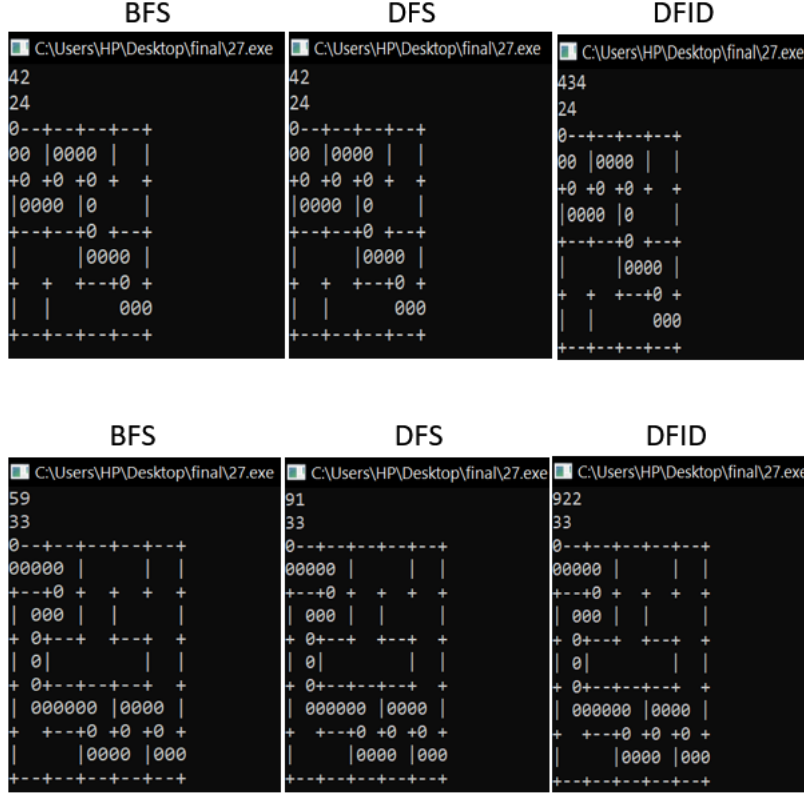 BFS
C:\Users\HP\Desktop\final\27.exe
42
24
0--+--+--+--+
00 |0000 |  |
+0 +0 +0 +  +
|0000 |0    |
+--+--+0 +--+
|     |0000 |
+  +  +--+0 +
|  |      000
+--+--+--+--+
DFS
C:\Users\HP\Desktop\final\27.exe
42
24
0--+--+--+--+
00 |0000 |  |
+0 +0 +0 +  +
|0000 |0    |
+--+--+0 +--+
|     |0000 |
+  +  +--+0 +
|  |      000
+--+--+--+--+
DFID
C:\Users\HP\Desktop\final\27.exe
434
24
0--+--+--+--+
00 |0000 |  |
+0 +0 +0 +  +
|0000 |0    |
+--+--+0 +--+
|     |0000 |
+  +  +--+0 +
|  |      000
+--+--+--+--+
BFS
C:\Users\HP\Desktop\final\27.exe
59
33
0--+--+--+--+--+
00000 |     |  |
+--+0 +  +  +  +
| 000 |  |     |
+ 0+--+  +--+  +
| 0|        |  |
+ 0+--+--+--+  +
| 000000 |0000 |
+  +--+0 +0 +0 +
|     |0000 |000
+--+--+--+--+--+
DFS
C:\Users\HP\Desktop\final\27.exe
91
33
0--+--+--+--+--+
00000 |     |  |
+--+0 +  +  +  +
| 000 |  |     |
+ 0+--+  +--+  +
| 0|        |  |
+ 0+--+--+--+  +
| 000000 |0000 |
+  +--+0 +0 +0 +
|     |0000 |000
+--+--+--+--+--+
DFID
C:\Users\HP\Desktop\final\27.exe
922
33
0--+--+--+--+--+
00000 |     |  |
+--+0 +  +  +  +
| 000 |  |     |
+ 0+--+  +--+  +
| 0|        |  |
+ 0+--+--+--+  +
| 000000 |0000 |
+  +--+0 +0 +0 +
|     |0000 |000
+--+--+--+--+--+